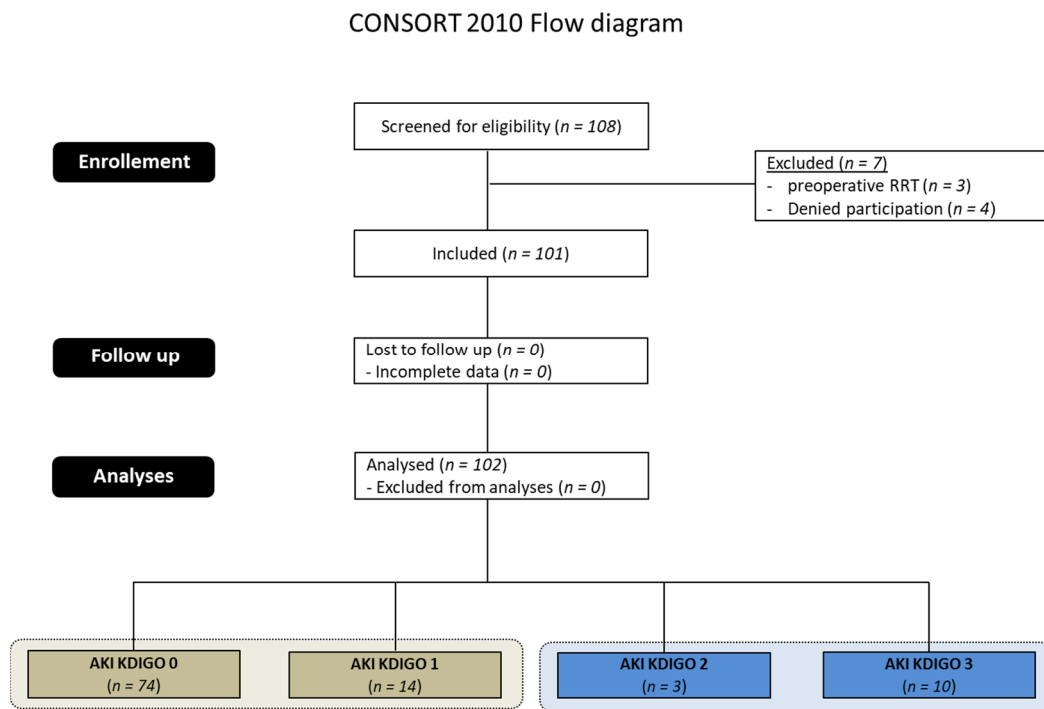 CONSORT 2010 Flow diagram
Screened for eligibility (n = 108)
Enrollement
Excluded (n = 7)
- preoperative RRT (n = 3)
- Denied participation (n = 4)
Included (n = 101)
Follow up
Lost to follow up (n = 0)
- Incomplete data (n = 0)
Analyses
Analysed (n = 102)
- Excluded from analyses (n = 0)
AKI KDIGO 0
(n = 74)
AKI KDIGO 1
(n = 14)
AKI KDIGO 2
(n = 3)
AKI KDIGO 3
(n = 10)